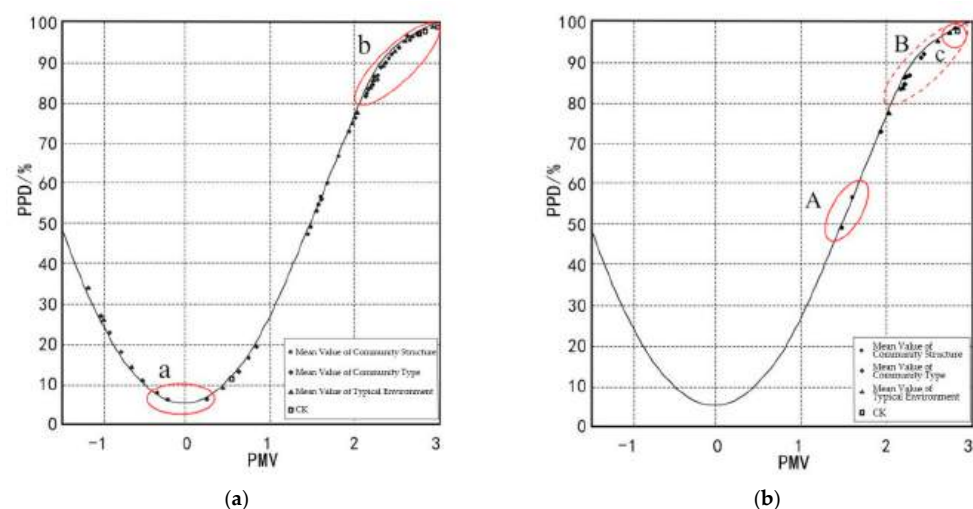 100
90
80
70
60
50
40
30
20
10
0
PPD/%
b
a
Mean Value of Community Structure
Mean Value of Community Type
Mean Value of Typical Environment
CK
-1
0
1
2
3
PMV
(a)
100
90
80
70
60
50
40
30
20
10
0
PPD/%
B
c
A
Mean Value of
Community Structure
Mean Value of
Community Type
Mean Value of
Typical Environment
CK
-1
0
1
2
3
PMV
(b)